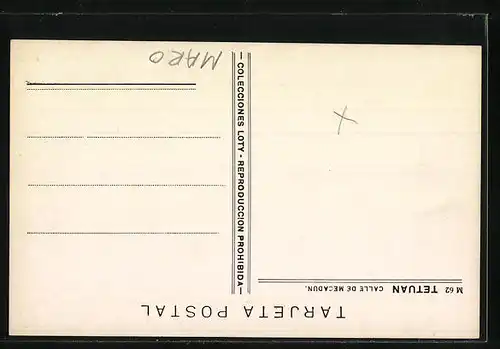 TARJETA POSTAL
M 62 TETUAN CALLE DE MECADUN.
— COLECCIONES LOTY - REPRODUCCION PROHIBIDA —
X
MARO